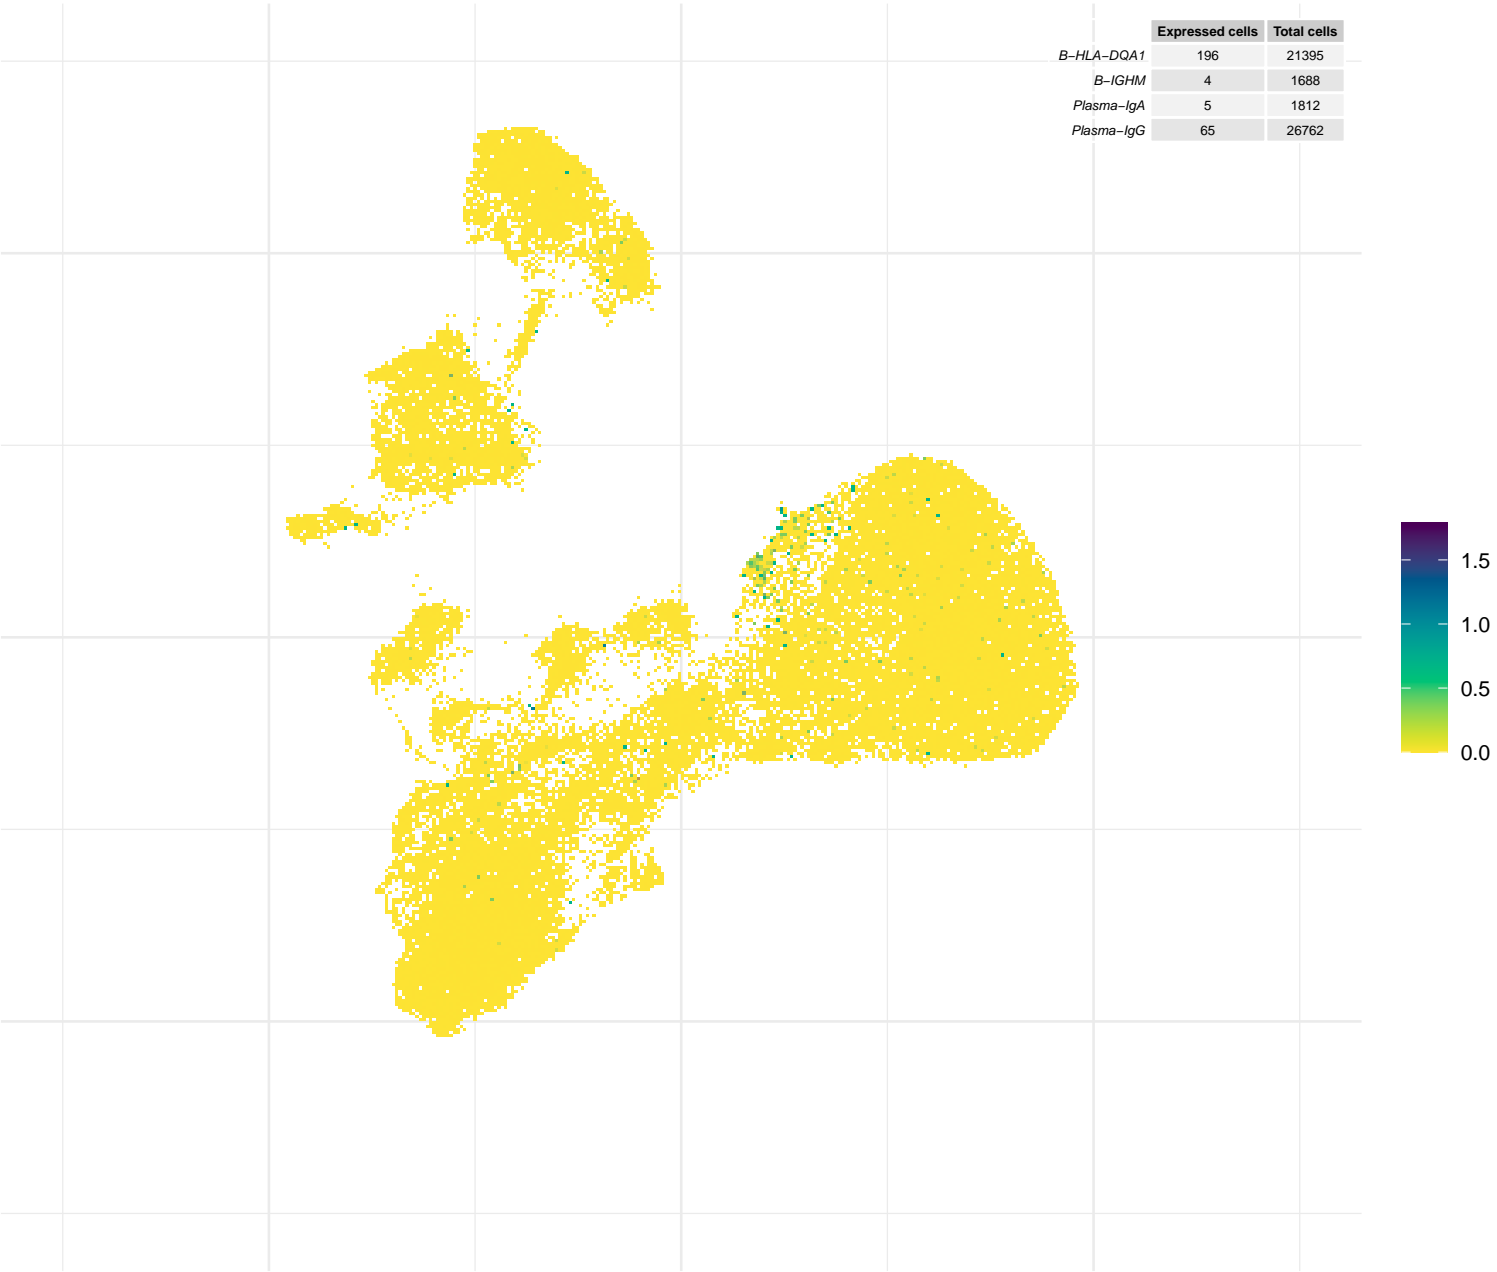 Expressed cells Total cells
B−HLA−DQA1 196 21395
B−IGHM 4 1688
Plasma−IgA 5 1812
Plasma−IgG 65 26762
1.5
1.0
0.5
0.0